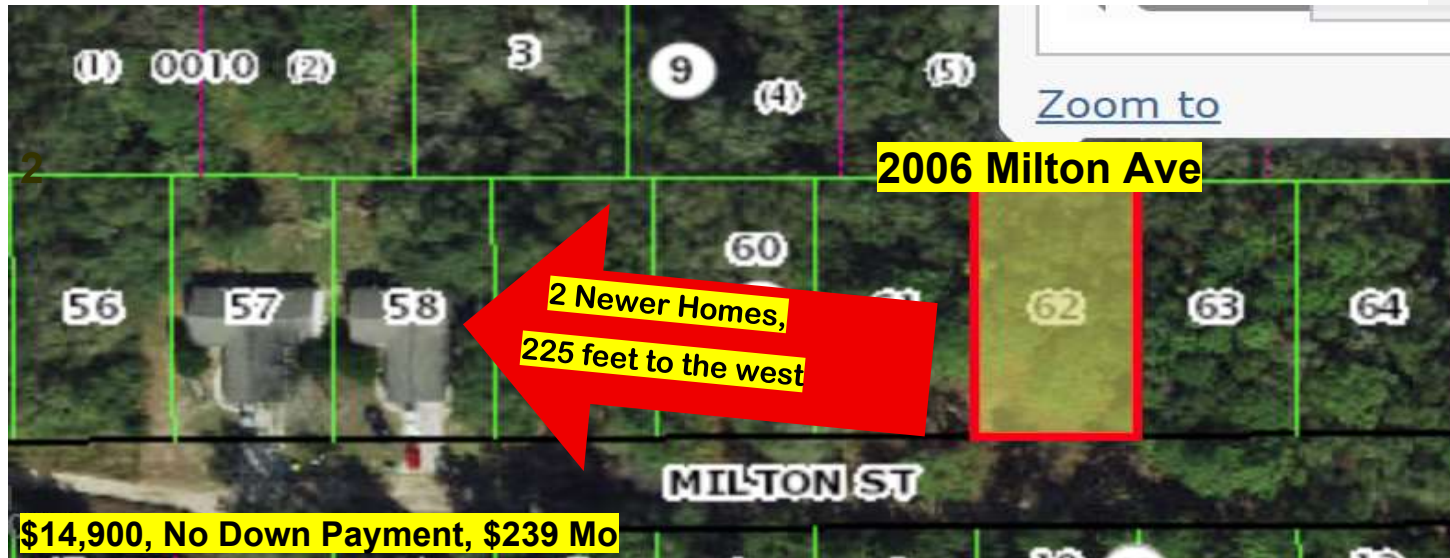 (1) 0010 (2)
3
9
(4)
(5)
Zoom to
2
2006 Milton Ave
56
57
58
60
62
63
64
2 Newer Homes,
225 feet to the west
MILTON ST
$14,900, No Down Payment, $239 Mo